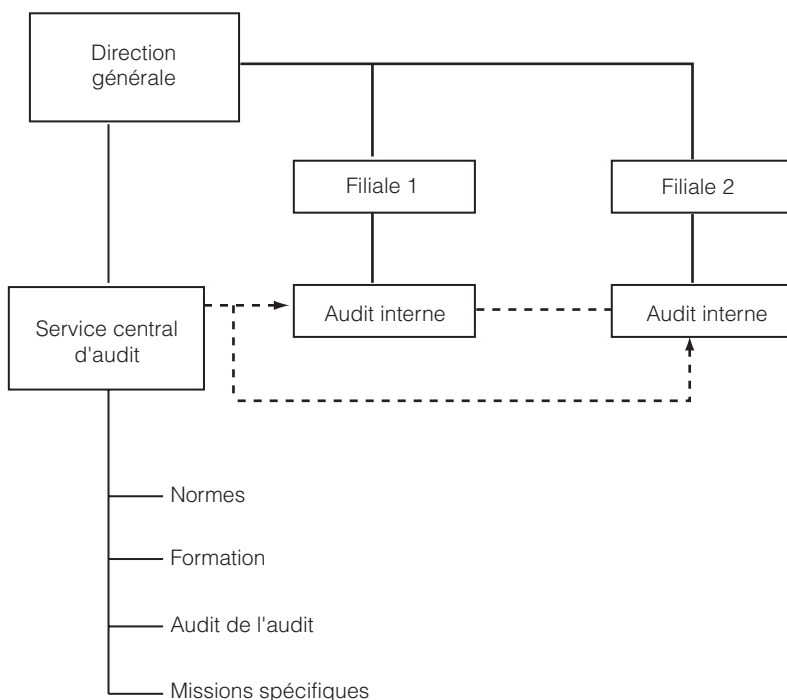 Direction
générale
Filiale 1
Filiale 2
Service central
d'audit
Audit interne
Audit interne
Normes
Formation
Audit de l'audit
Missions spécifiques